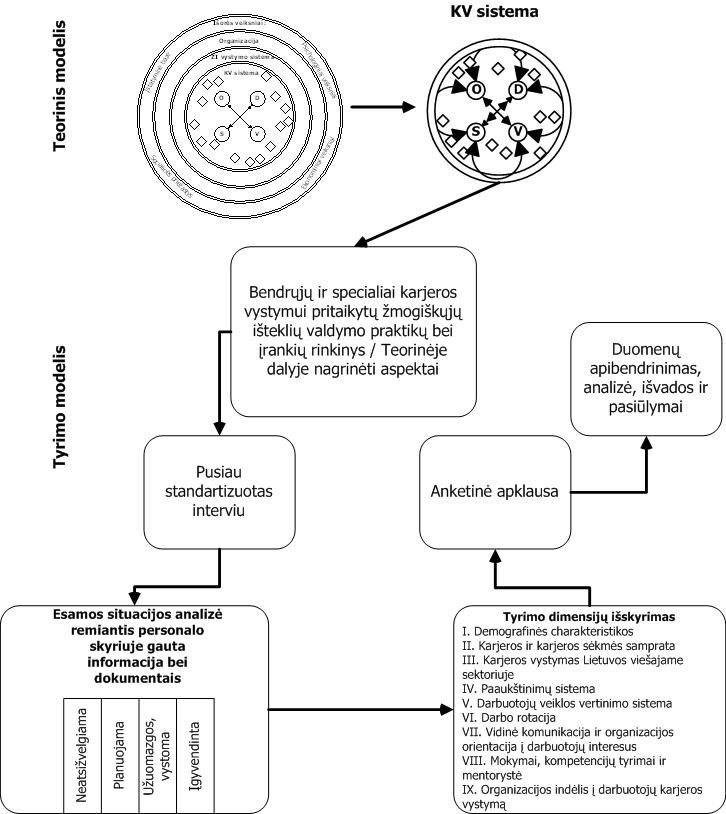 KV sistema
Teorinis modelis
Išorės veiksniai:
Organizacija
ŽI vystymo sistema
KV sistema
O
D
S
V
O
D
S
V
Tyrimo modelis
Bendrųjų ir specialiai karjeros
vystymui pritaikytų žmogiškųjų
išteklių valdymo praktikų bei
įrankių rinkinys / Teorinėje
dalyje nagrinėti aspektai
Duomenų
apibendrinimas,
analizė, išvados ir
pasiūlymai
Pusiau
standartizuotas
interviu
Anketinė apklausa
Esamos situacijos analizė
remiantis personalo
skyriuje gauta
informacija bei
dokumentais
Neatsižvelgiama
Planuojama
Užuomazgos,
vystoma
Įgyvendinta
Tyrimo dimensijų išskyrimas
I. Demografinės charakteristikos
II. Karjeros ir karjeros sėkmės samprata
III. Karjeros vystymas Lietuvos viešajame
sektoriuje
IV. Paaukštinimų sistema
V. Darbuotojų veiklos vertinimo sistema
VI. Darbo rotacija
VII. Vidinė komunikacija ir organizacijos
orientacija į darbuotojų interesus
VIII. Mokymai, kompetencijų tyrimai ir
mentorystė
IX. Organizacijos indėlis į darbuotojų karjeros
vystymą